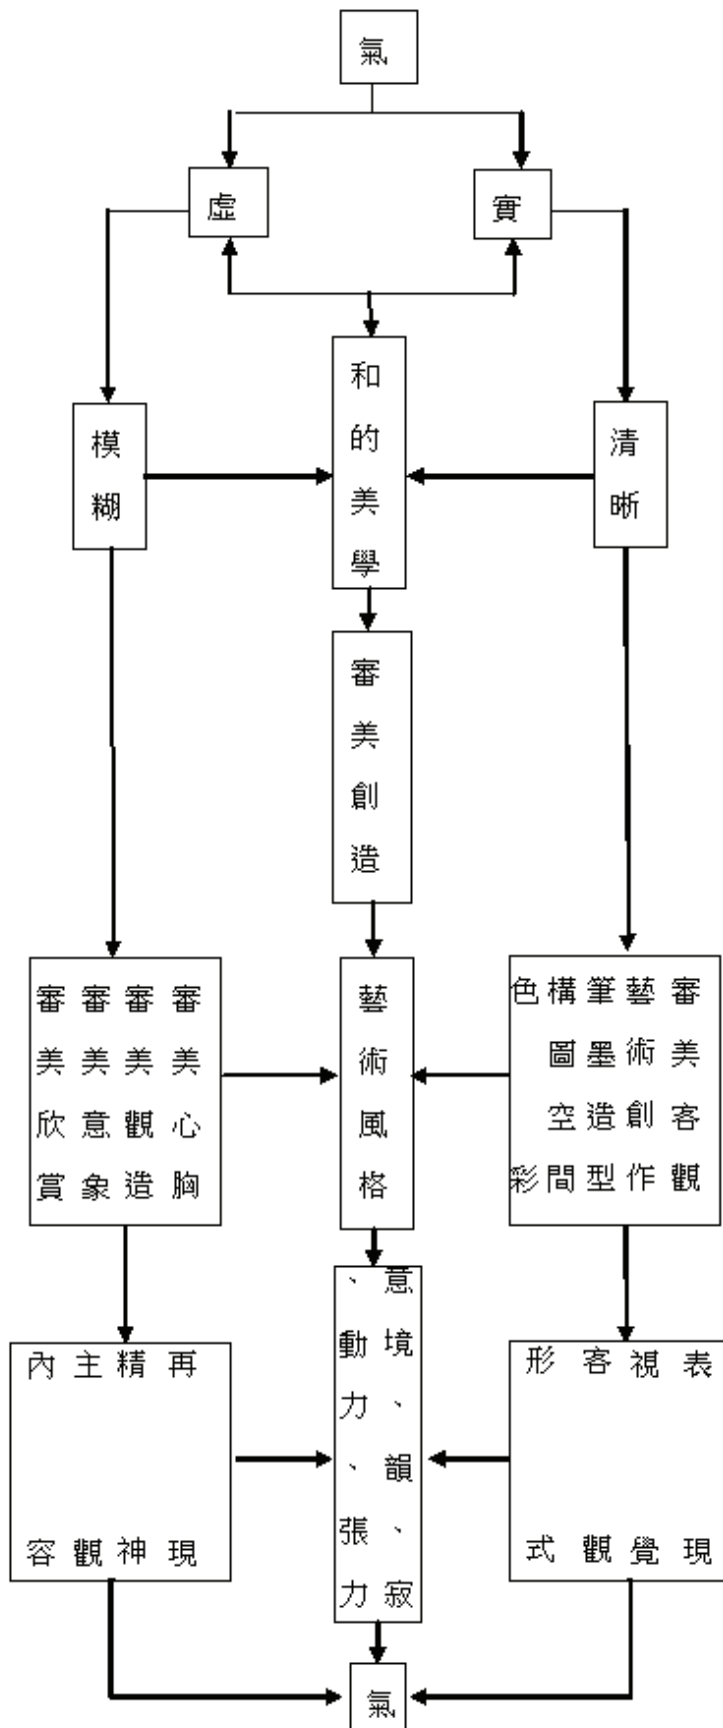 氣
虛
實
和的美學
模糊
清晰
審美創造
審美心胸
審美觀造
審美意象
審美欣賞
藝術風格
審美客觀
藝術創作
筆墨造型
構圖空間
色彩
意境、韻、寂
、動力、張力
再現
精神
主觀
內容
表現
視覺
客觀
形式
氣